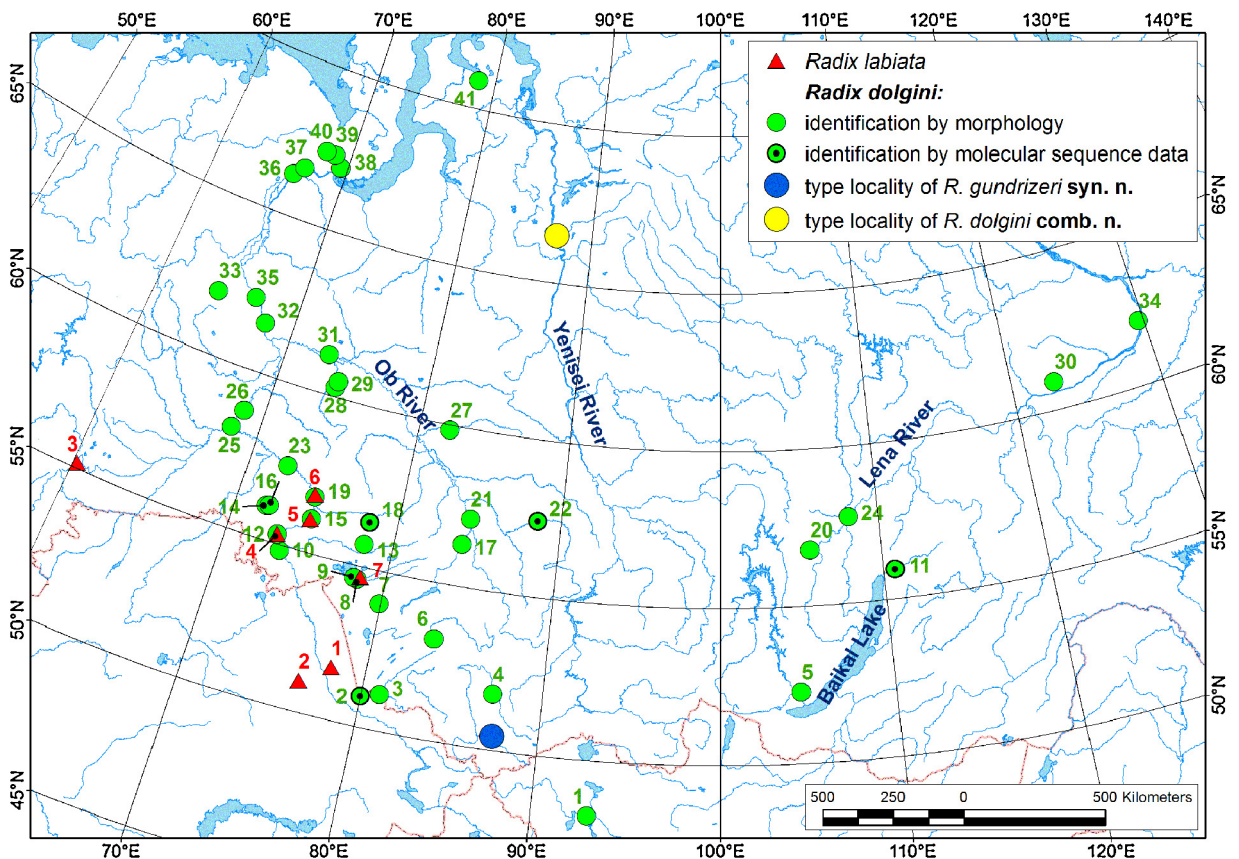 50°E 60°E 70°E 80°E 90°E 100°E 110°E 120°E 130°E 140°E
65°N
60°N
55°N
50°N
45°N
65°N
60°N
55°N
50°N
70°E 80°E 90°E 100°E 110°E 120°E
Radix labiata
Radix dolgini:
identification by morphology
identification by molecular sequence data
type locality of R. gundrizeri syn. n.
type locality of R. dolgini comb. n.
41
40 39
37
36 38
33 35
32
31
29
28
26
25
27
34
30
3
23
16 6
14 19
5 15 18
12
4 10 13
21 22
17
24
20
11
9 7
8 7
6
1
2
2 3
4
5
1
Ob River
Yenisei River
Lena River
Baikal Lake
500 250 0 500 Kilometers